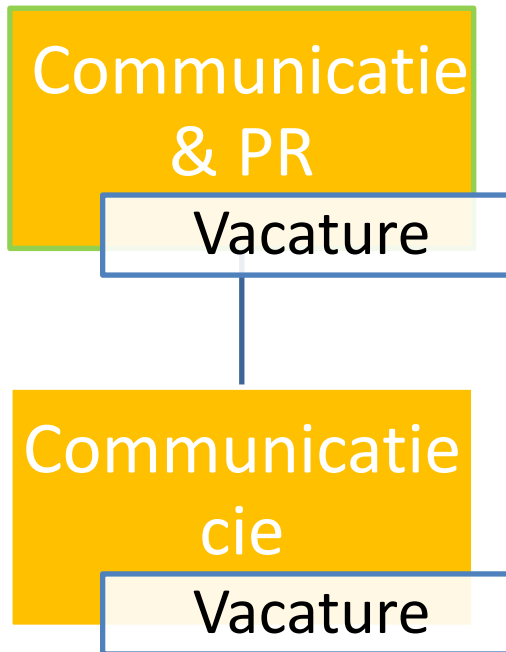 Communicatie
& PR
Vacature
Communicatie
cie
Vacature